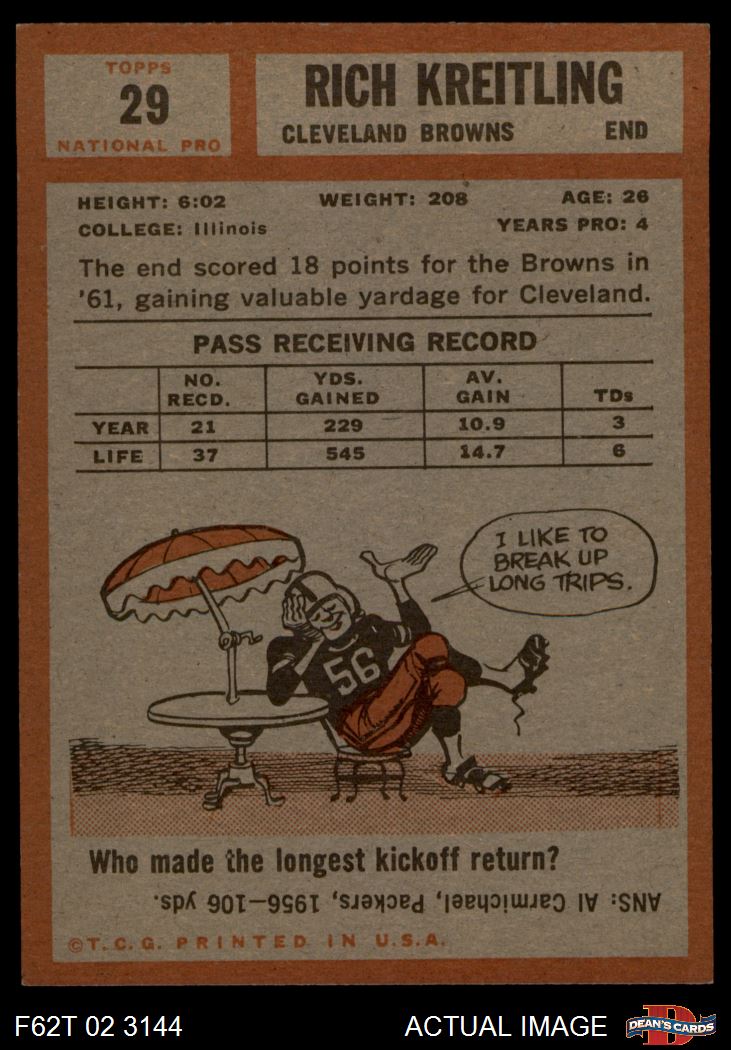 TOPPS
29
NATIONAL PRO
RICH KREITLING
CLEVELAND BROWNS END
HEIGHT: 6:02 WEIGHT: 208 AGE: 26
COLLEGE: Illinois YEARS PRO: 4
The end scored 18 points for the Browns in
'61, gaining valuable yardage for Cleveland.
PASS RECEIVING RECORD
NO. YDS. AV.
RECD. GAINED GAIN TDs
YEAR 21 229 10.9 3
LIFE 37 545 14.7 6
I LIKE TO
BREAK UP
LONG TRIPS.
56
Who made the longest kickoff return?
ANS: Al Carmichael, Packers, 1956—106 yds.
©T.C.G. PRINTED IN U.S.A.
F62T 02 3144 ACTUAL IMAGE
D
DEAN'S CARDS